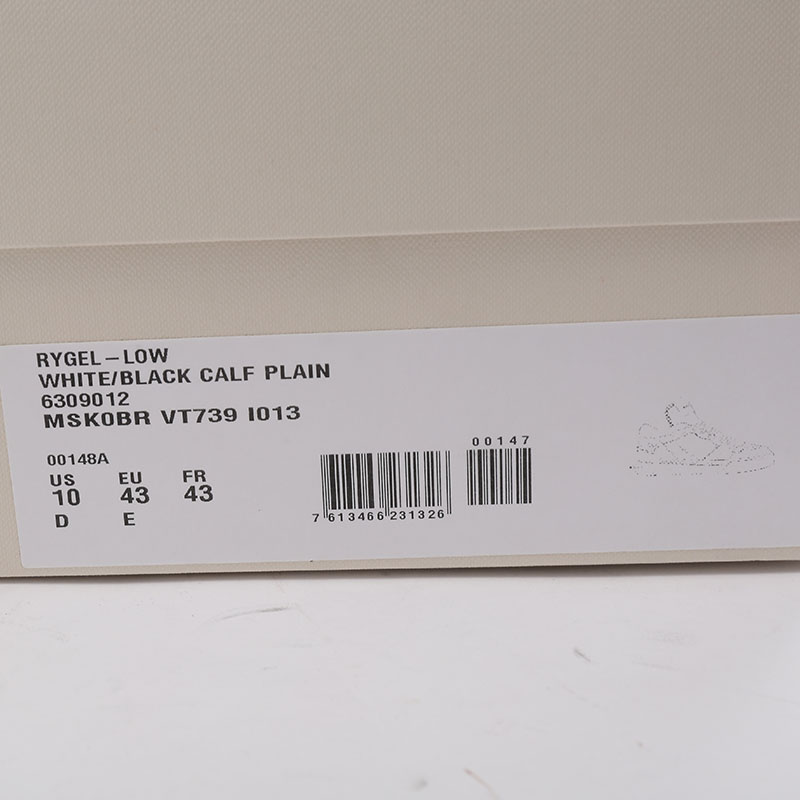 RYGEL–LOW
WHITE/BLACK CALF PLAIN
6309012
MSK0BR VT739 I013
00148A
US EU FR
10 43 43
D E
7 613466 231326
00147